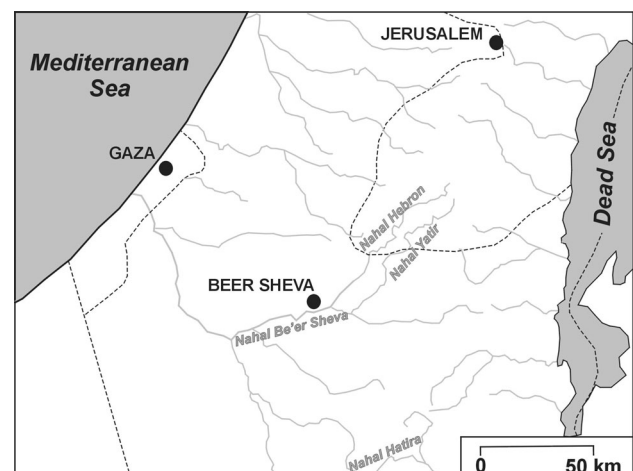 JERUSALEM
Mediterranean
Sea
GAZA
Dead Sea
Nahal Hebron
Nahal Yatir
BEER SHEVA
Nahal Be'er Sheva
Nahal Hatira
0 50 km